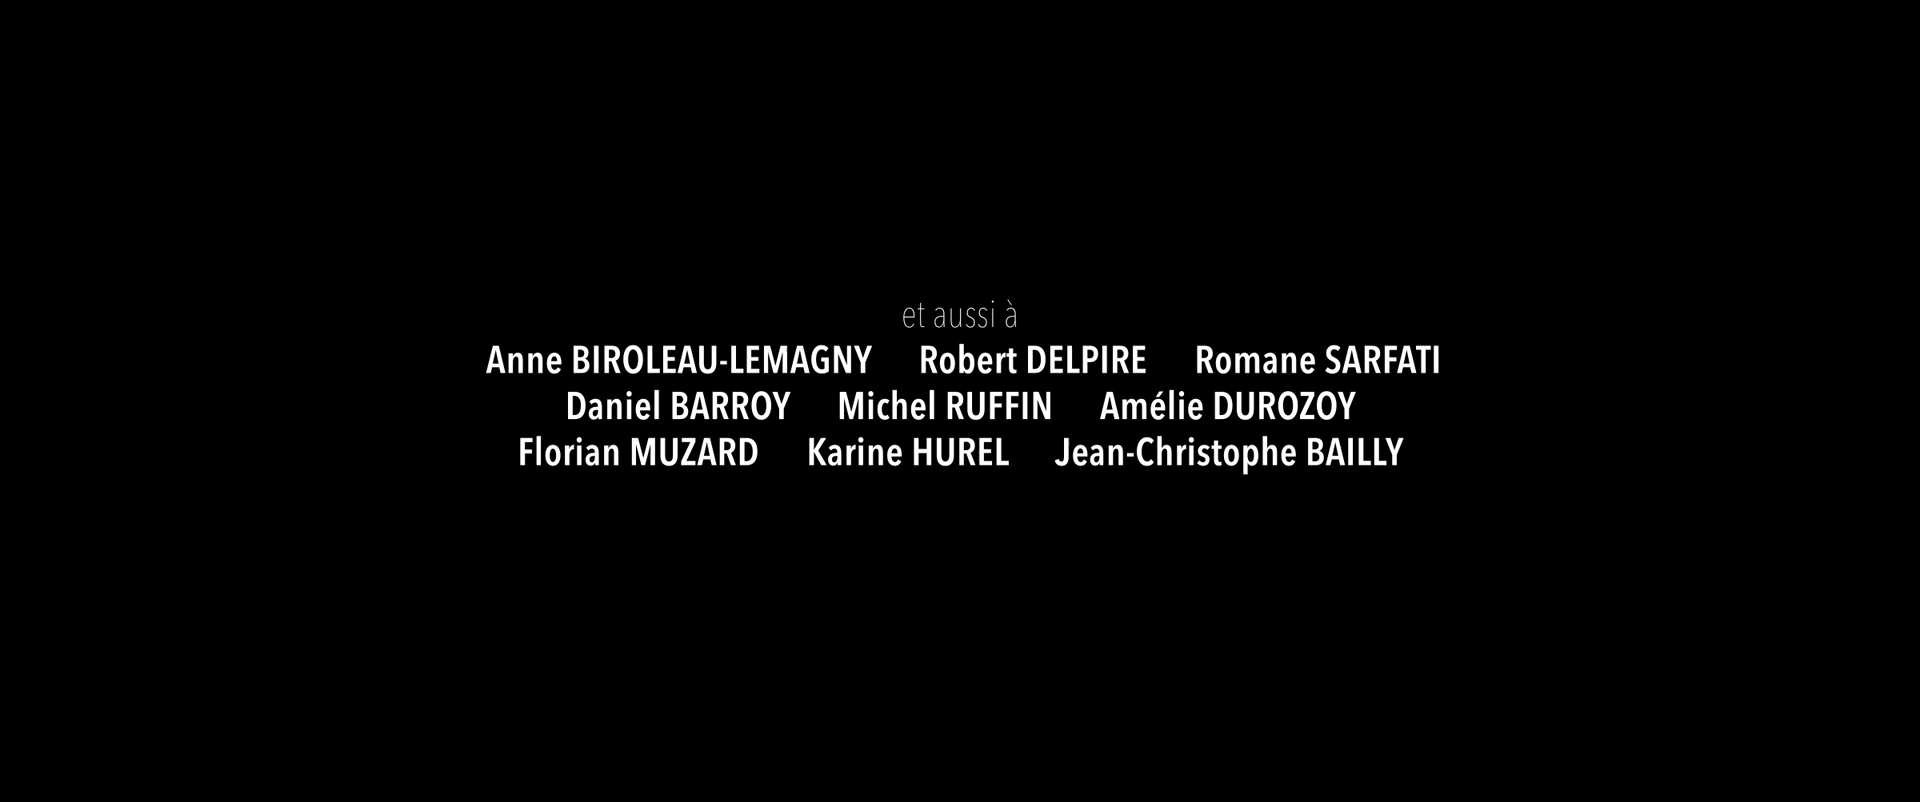 et aussi à
Anne BIROLEAU-LEMAGNY Robert DELPIRE Romane SARFATI
Daniel BARROY Michel RUFFIN Amélie DUROZOY
Florian MUZARD Karine HUREL Jean-Christophe BAILLY